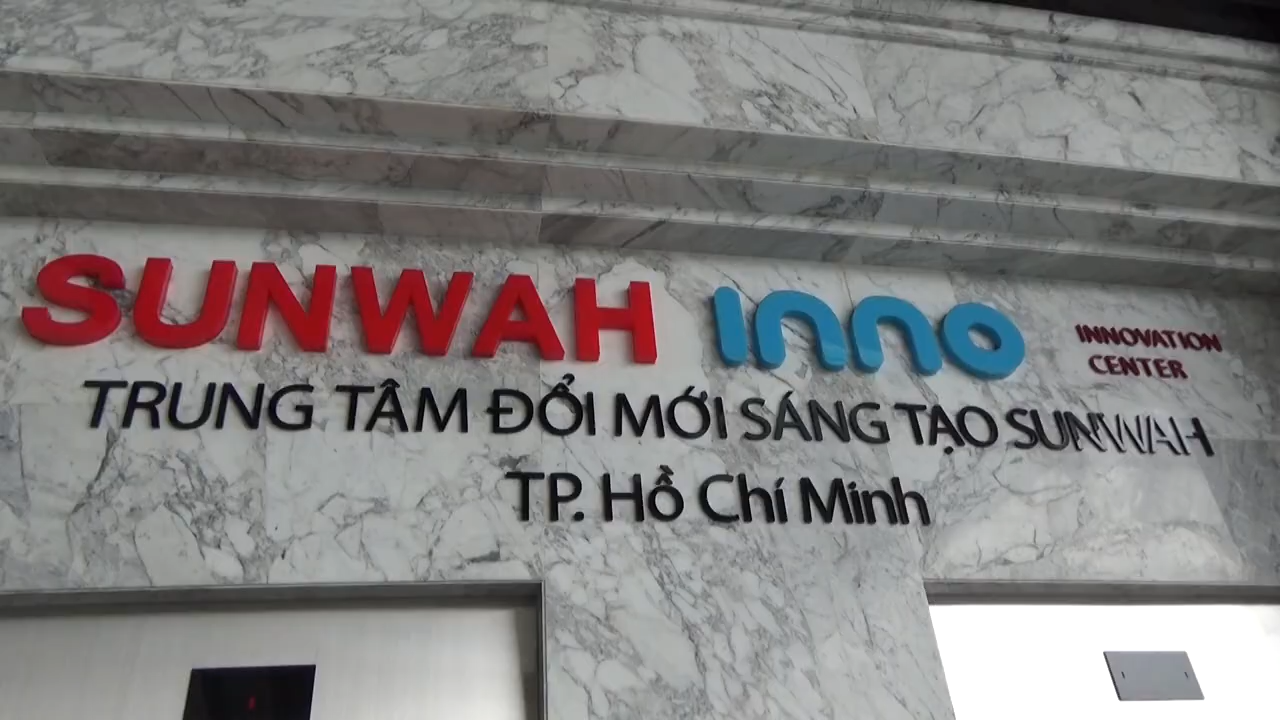 SUNWAH INNO INNOVATION CENTER
TRUNG TÂM ĐỔI MỚI SÁNG TẠO SUNWAH
TP. Hồ Chí Minh